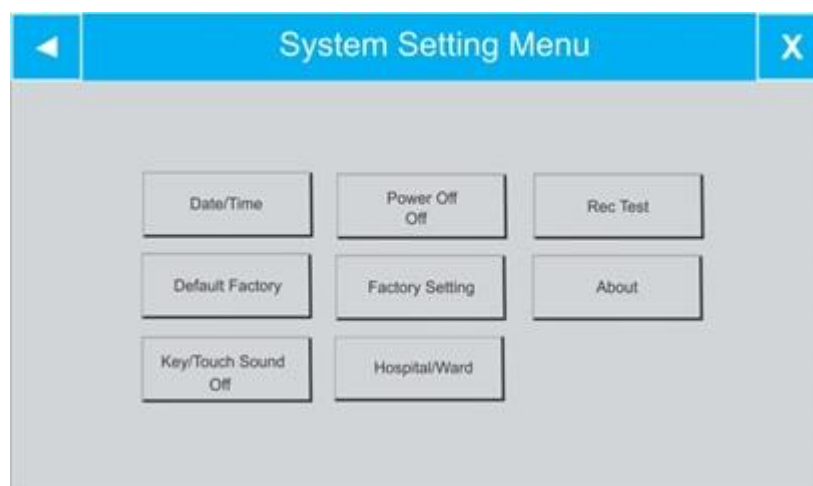 System Setting Menu
X
Date/Time
Power Off
Off
Rec Test
Default Factory
Factory Setting
About
Key/Touch Sound
Off
Hospital/Ward